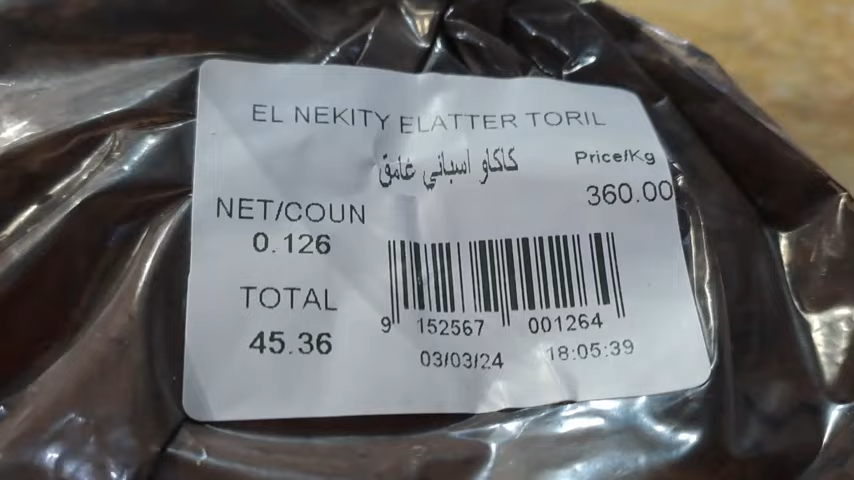 EL NEKITY ELATTER TORIL
كاكاو اسباني غامق
Price/Kg
360.00
NET/COUN
0.126
TOTAL
45.36
9 152567 001264
03/03/24 18:05:39